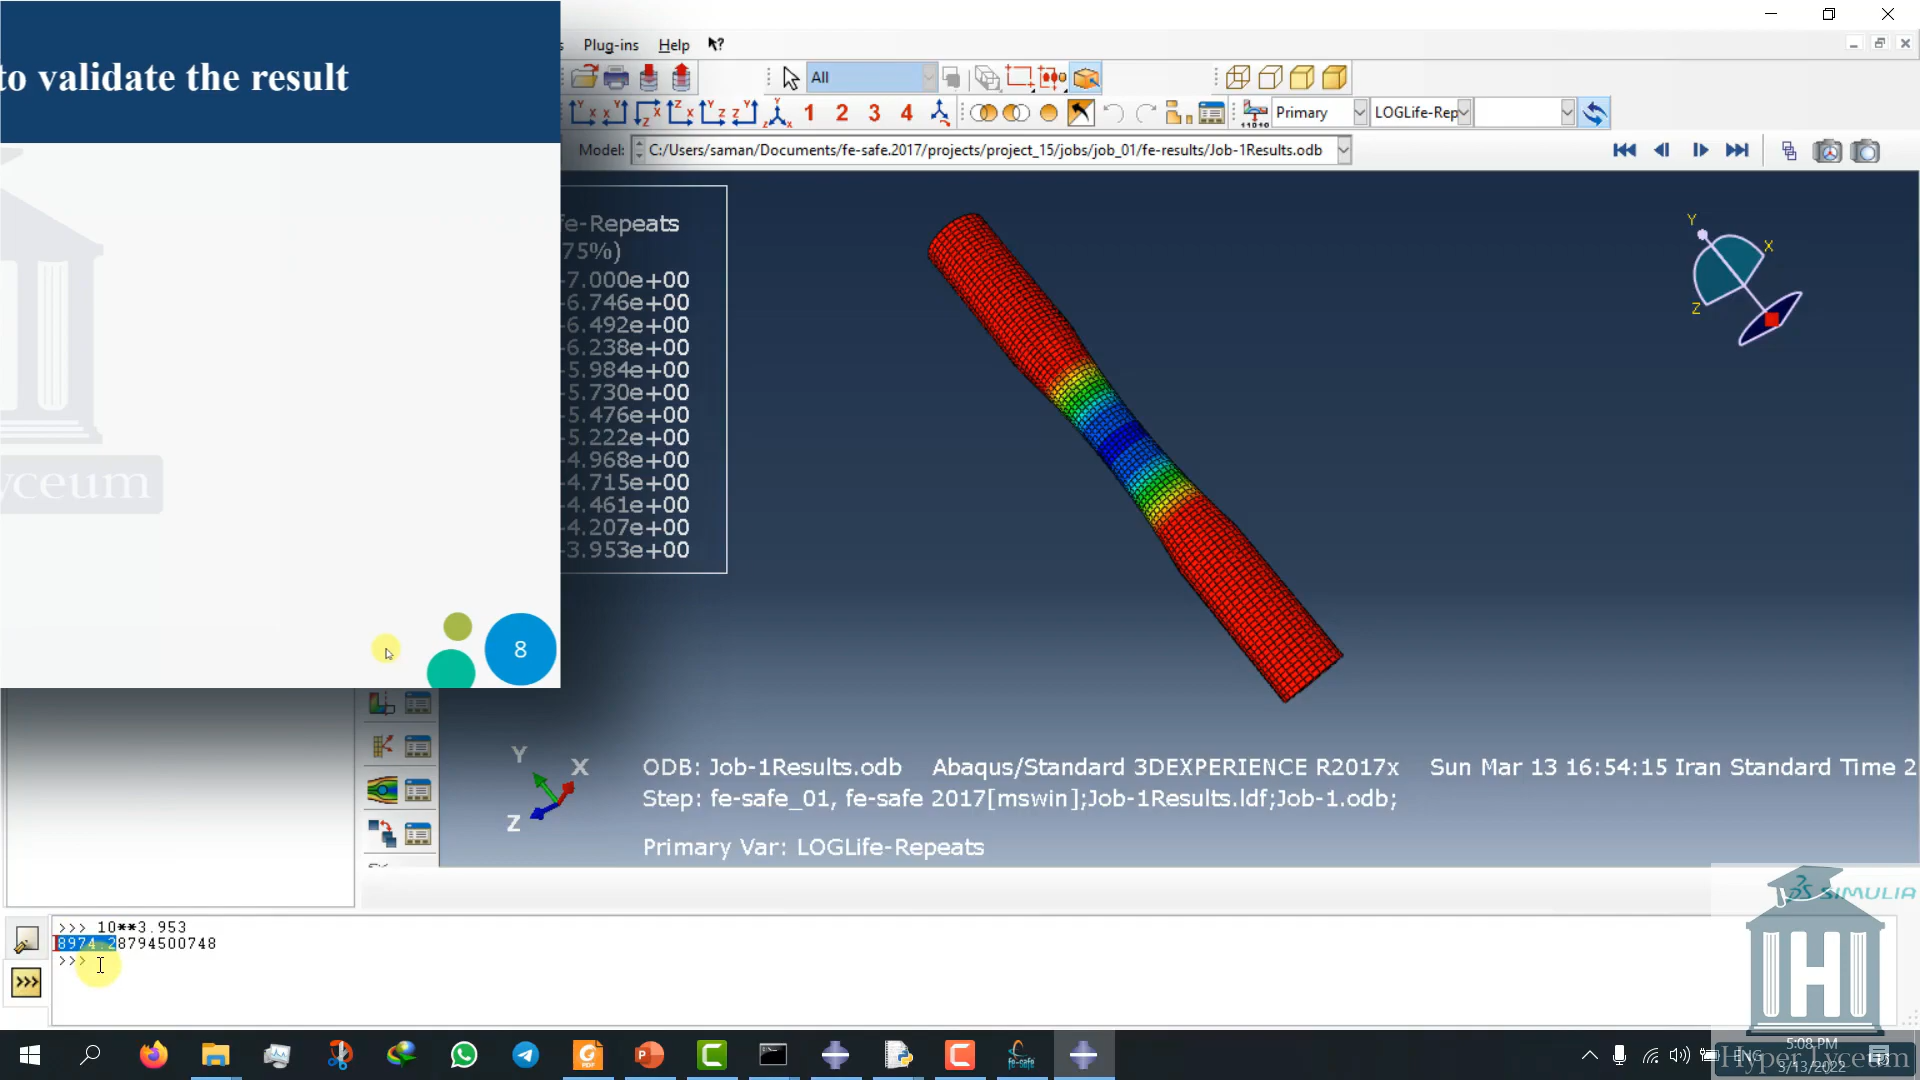 to validate the result
yceum
8
Plug-ins Help
All
1 2 3 4
Primary LOGLife-Rep
Model: C:/Users/saman/Documents/fe-safe.2017/projects/project_15/jobs/job_01/fe-results/Job-1Results.odb
fe-Repeats
75%)
7.000e+00
6.746e+00
6.492e+00
6.238e+00
5.984e+00
5.730e+00
5.476e+00
5.222e+00
4.968e+00
4.715e+00
4.461e+00
4.207e+00
3.953e+00
Y
X
Z
Y
X
Z
ODB: Job-1Results.odb Abaqus/Standard 3DEXPERIENCE R2017x Sun Mar 13 16:54:15 Iran Standard Time 2
Step: fe-safe_01, fe-safe 2017[mswin];Job-1Results.ldf;Job-1.odb;
Primary Var: LOGLife-Repeats
SIMULIA
>>> 10**3.953
8974.28794500748
>>>
>>>
fe-safe
ENG
5:08 PM
3/13/2022
Hyper Lyceum